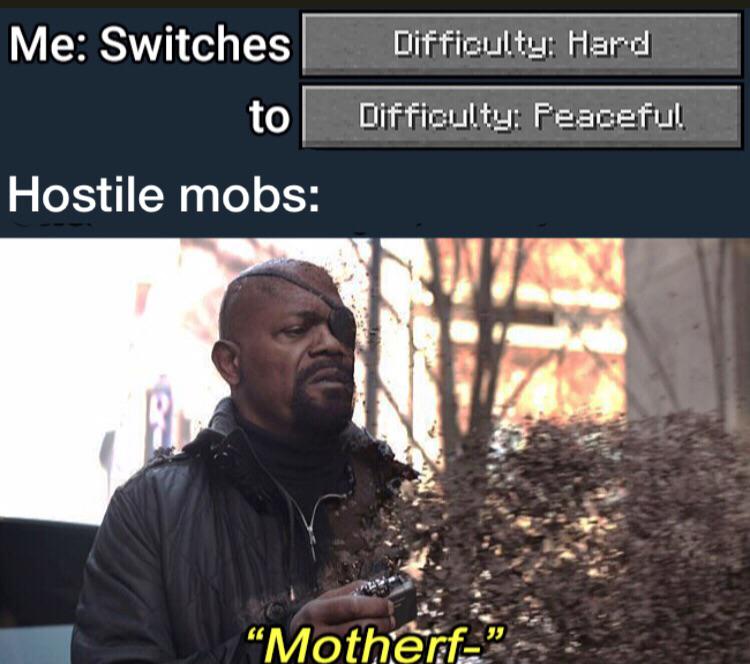 Me: Switches Difficulty: Hard
to Difficulty: Peaceful
Hostile mobs:
“Motherf-”